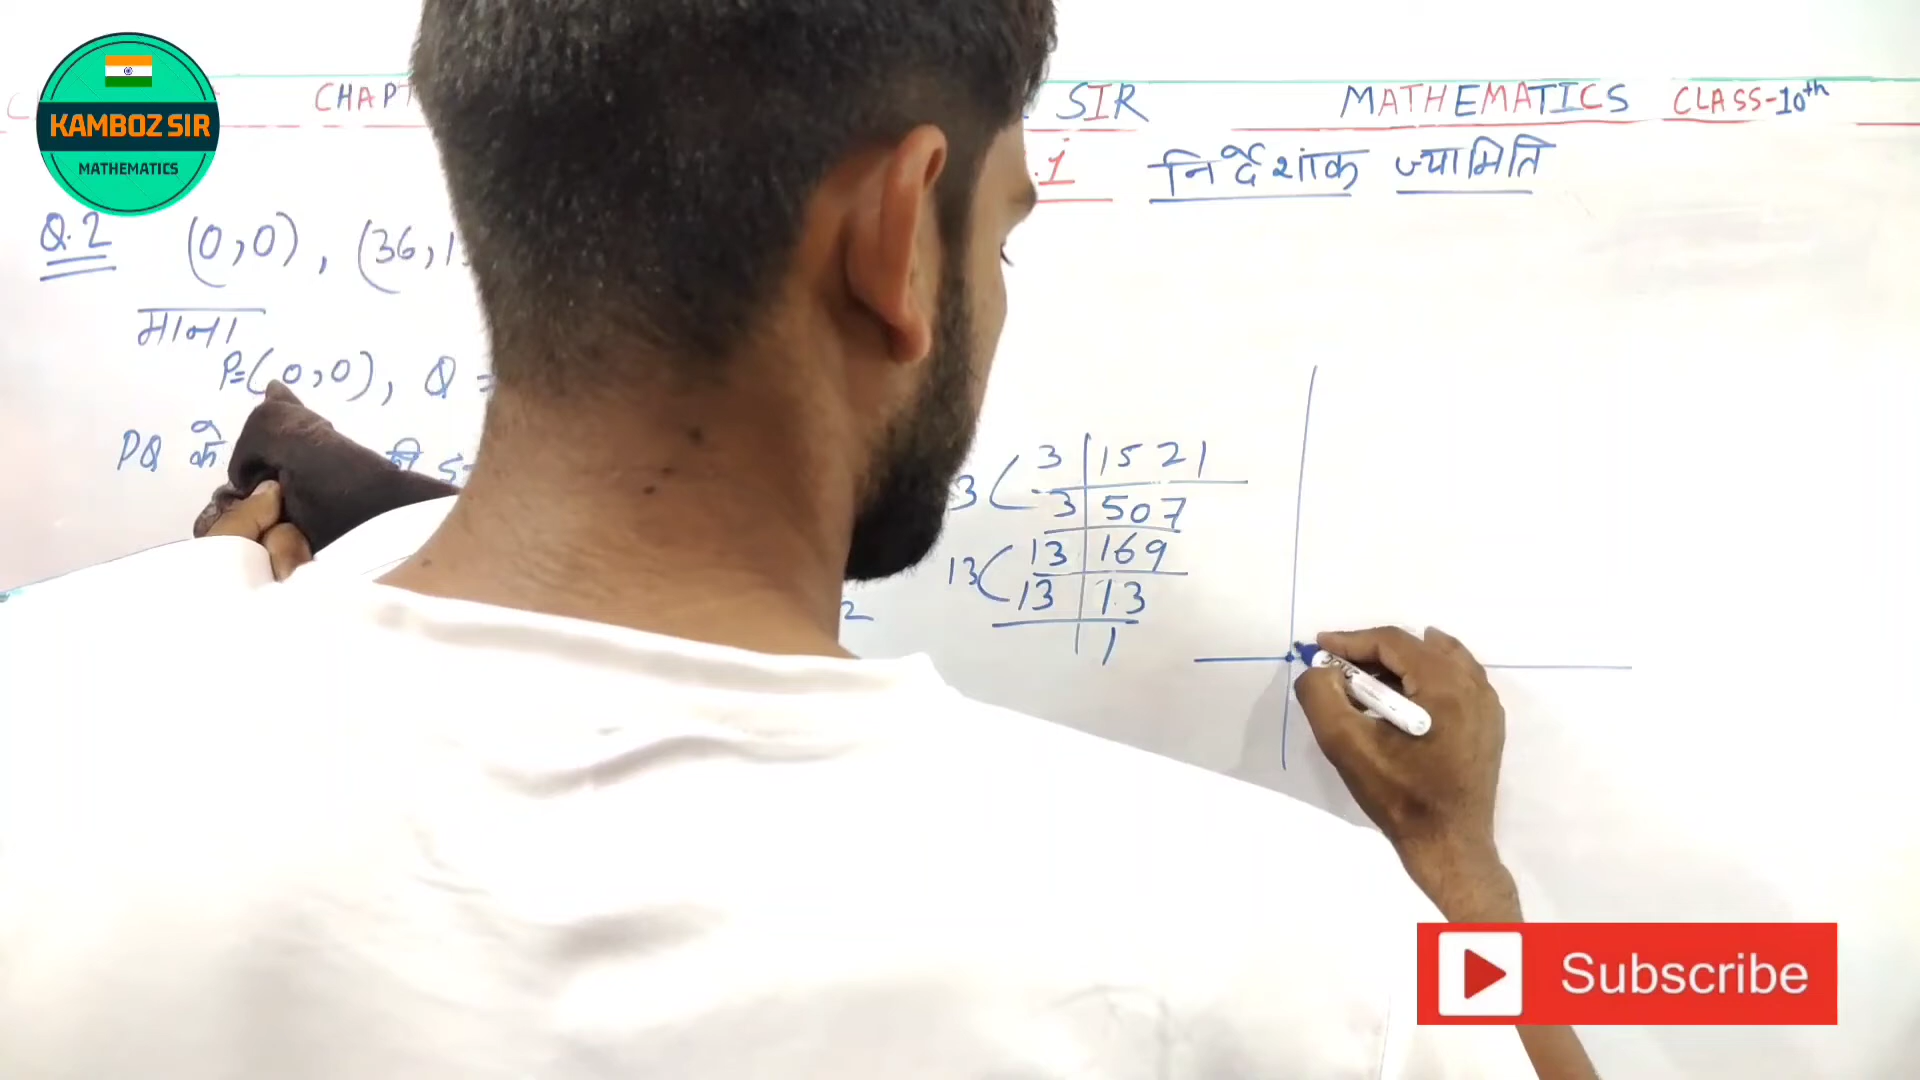 KAMBOZ SIR
MATHEMATICS
SIR MATHEMATICS CLASS-10th
.1 निर्देशांक ज्यामिति
Q.2 (0,0), (36,1
माना
P=(0,0), Q =
PQ के की
3 ( 3 | 1521
3 | 507
13 ( 13 | 169
13 | 13
1
2
Subscribe